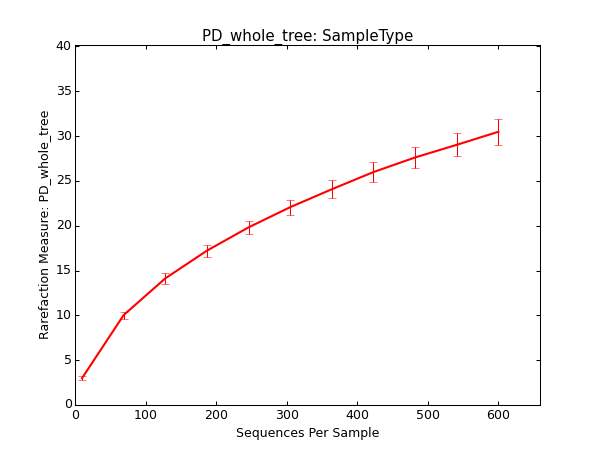 PD_whole_tree: SampleType
40
35
30
25
20
15
10
5
0
Rarefaction Measure: PD_whole_tree
0 100 200 300 400 500 600
Sequences Per Sample